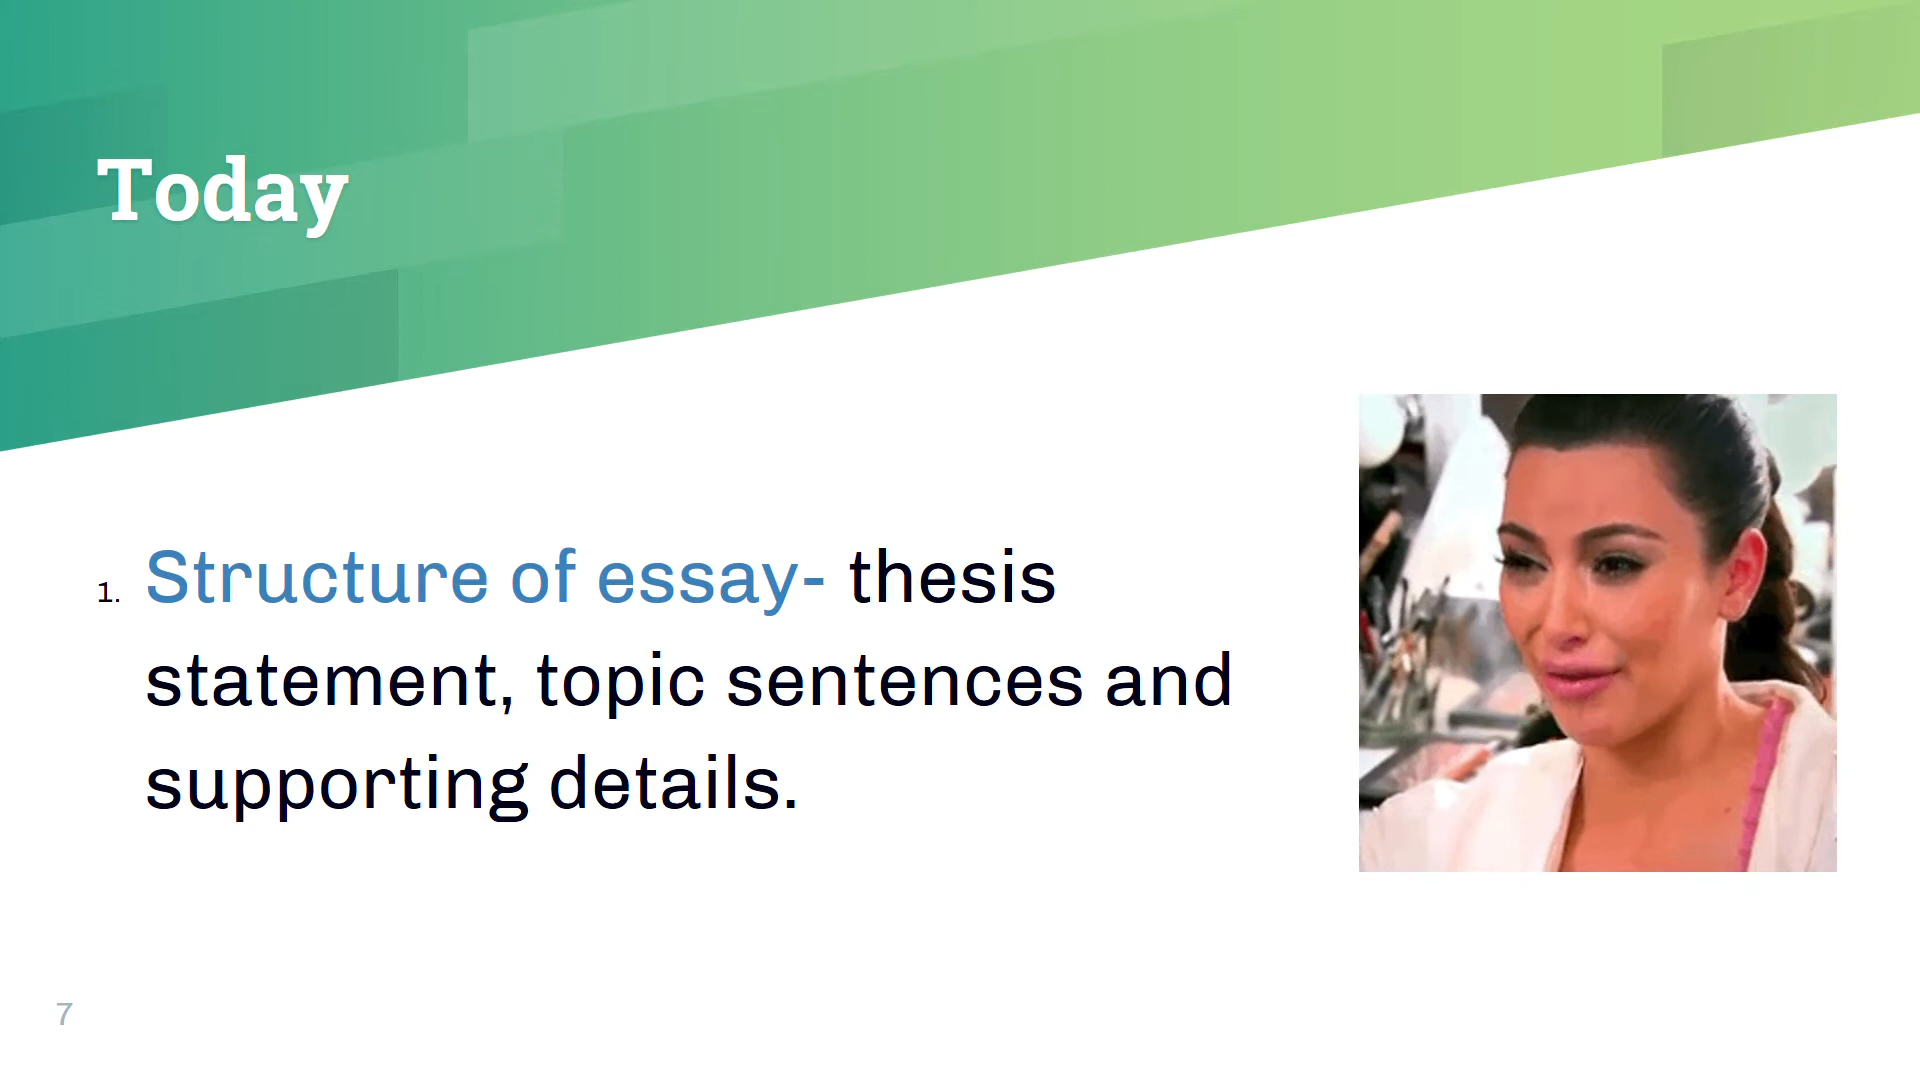 Today
1. Structure of essay- thesis
statement, topic sentences and
supporting details.
7